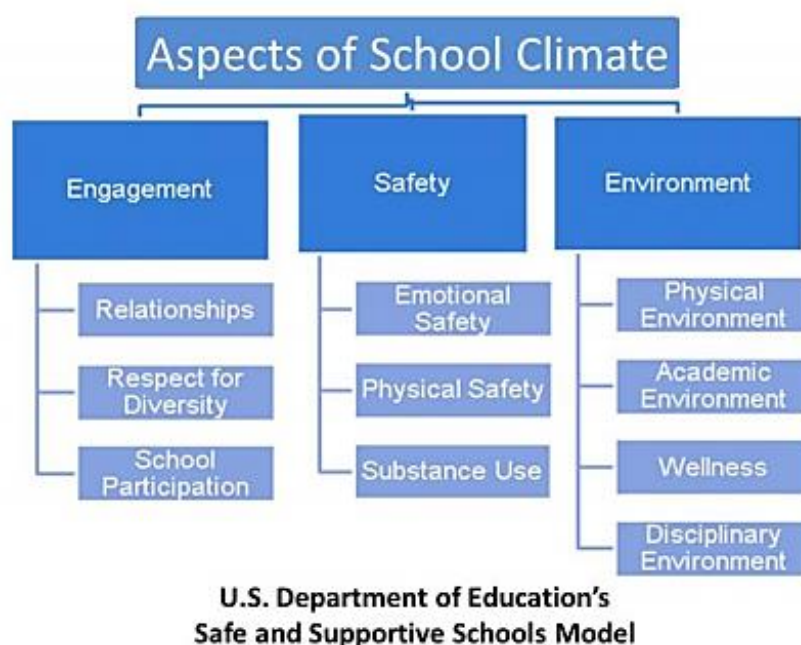 Aspects of School Climate
Engagement
Relationships
Respect for
Diversity
School
Participation
Safety
Emotional
Safety
Physical Safety
Substance Use
Environment
Physical
Environment
Academic
Environment
Wellness
Disciplinary
Environment
U.S. Department of Education's
Safe and Supportive Schools Model